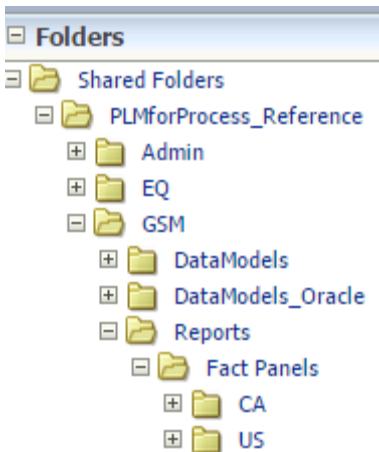 Folders
Shared Folders
PLMforProcess_Reference
Admin
EQ
GSM
DataModels
DataModels_Oracle
Reports
Fact Panels
CA
US